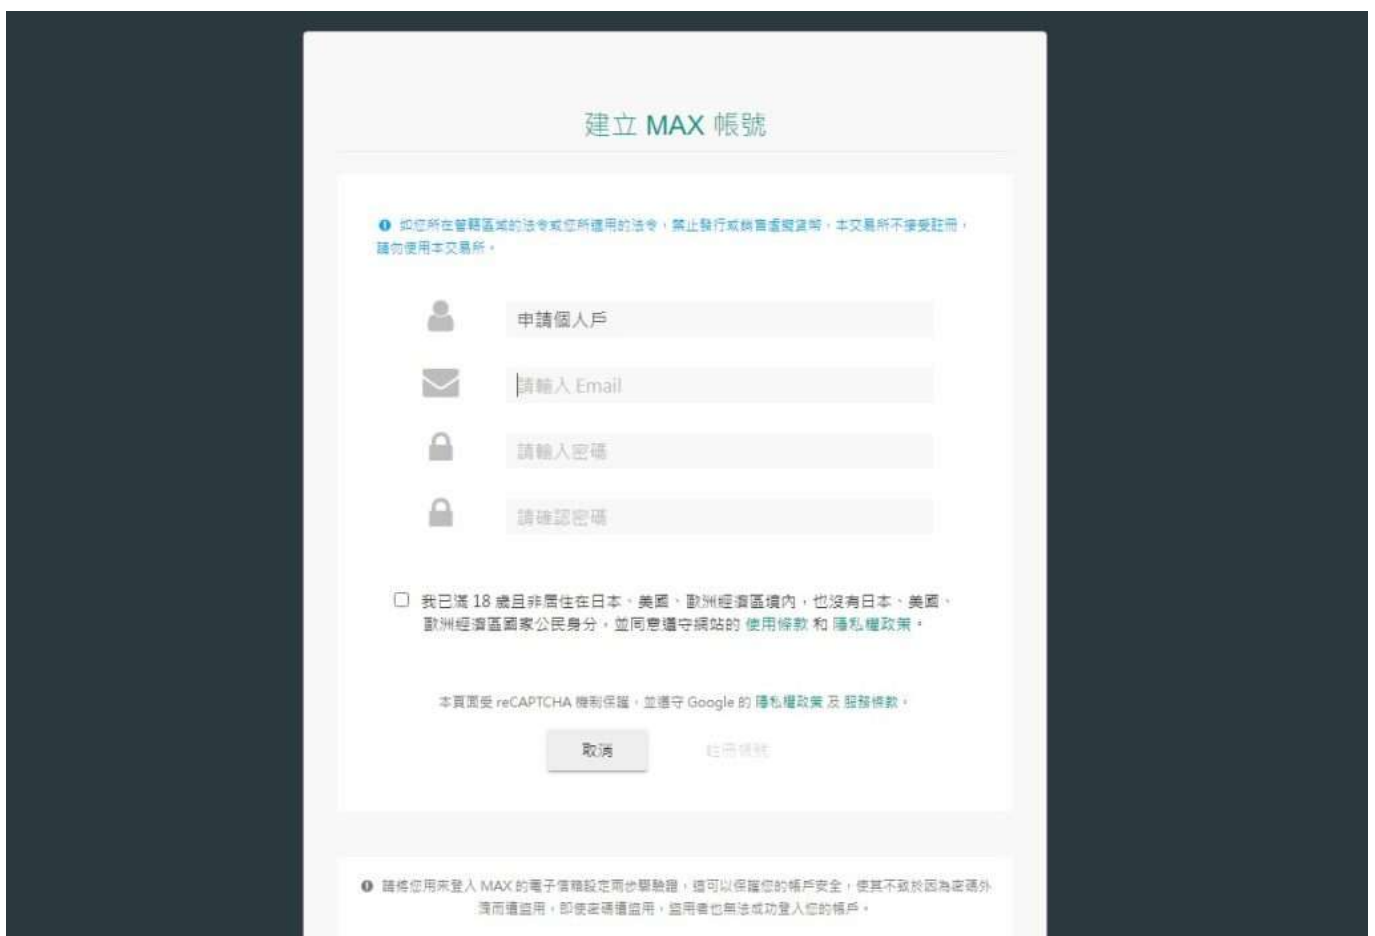 建立 MAX 帳號
如您所在管轄區域的法令或您所適用的法令，禁止發行或銷售虛擬貨幣，本交易所不接受註冊，
請勿使用本交易所。
申請個人戶
請輸入 Email
請輸入密碼
請確認密碼
我已滿 18 歲且非居住在日本、美國、歐洲經濟區境內，也沒有日本、美國、
歐洲經濟區國家公民身分，並同意遵守網站的 使用條款 和 隱私權政策。
本頁面受 reCAPTCHA 機制保護，並遵守 Google 的 隱私權政策 及 服務條款。
取消
註冊帳號
請將您用來登入 MAX 的電子信箱設定兩步驟驗證，這可以保護您的帳戶安全，使其不致於因為密碼外
洩而遭盜用，即使密碼遭盜用，盜用者也無法成功登入您的帳戶。